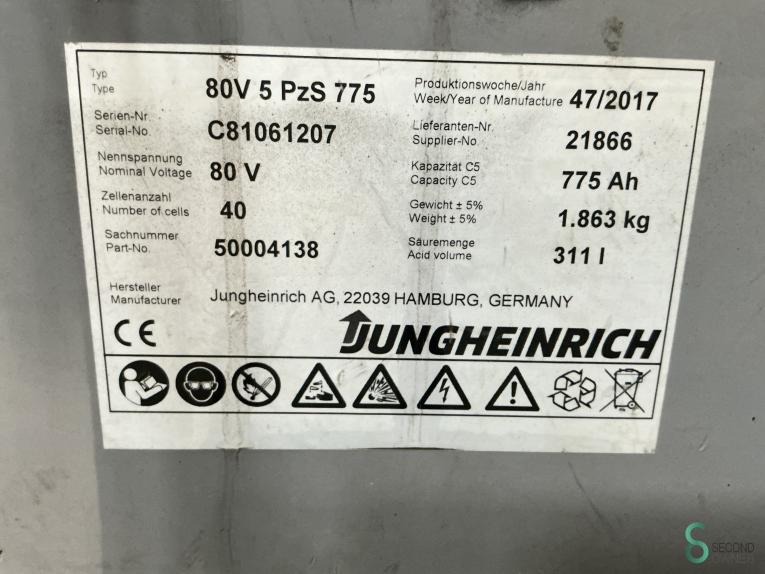 Typ
Type
80V 5 PzS 775
Produktionswoche/Jahr
Week/Year of Manufacture
47/2017
Serien-Nr.
Serial-No.
C81061207
Lieferanten-Nr.
Supplier-No.
21866
Nennspannung
Nominal Voltage
80 V
Kapazität C5
Capacity C5
775 Ah
Zellenanzahl
Number of cells
40
Gewicht ± 5%
Weight ± 5%
1.863 kg
Sachnummer
Part-No.
50004138
Säuremenge
Acid volume
311 l
Hersteller
Manufacturer
Jungheinrich AG, 22039 HAMBURG, GERMANY
CE
JUNGHEINRICH
SECOND
OWNER